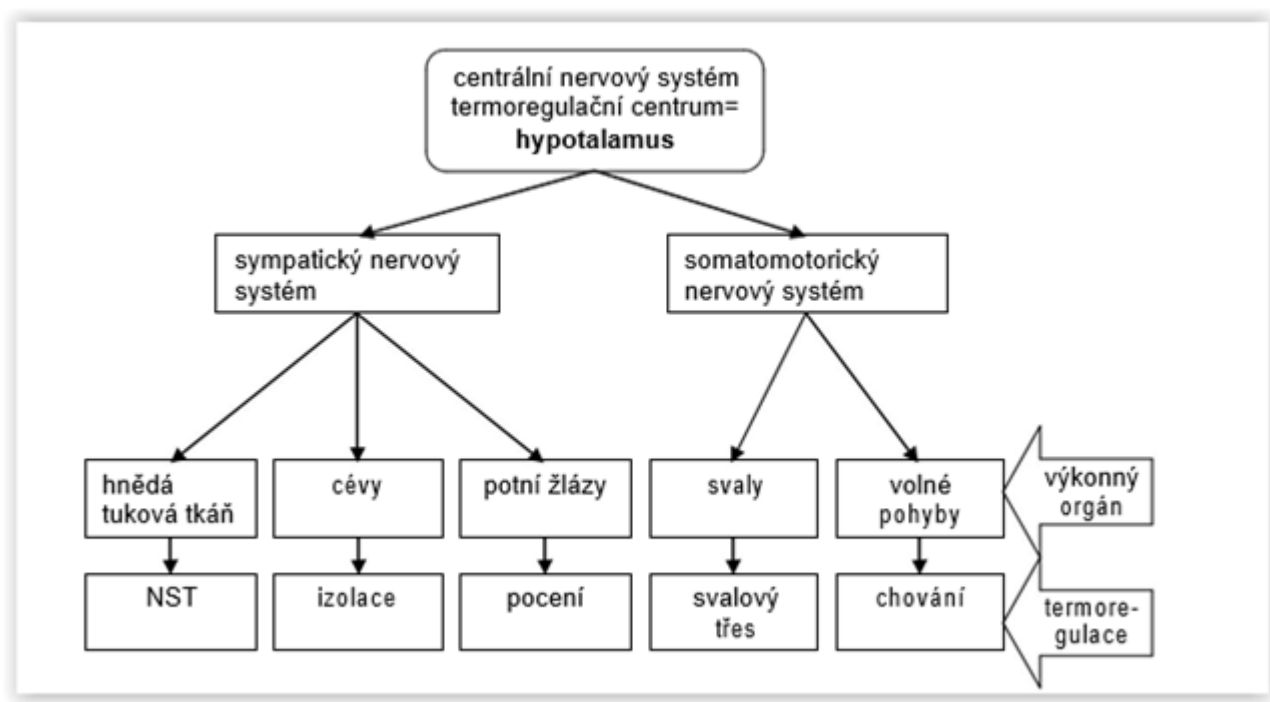 centrální nervový systém
termoregulační centrum=
hypotalamus
sympatický nervový
systém
somatomotorický
nervový systém
hnědá
tuková tkáň
cévy
potní žlázy
svaly
volné
pohyby
výkonný
orgán
NST
izolace
pocení
svalový
třes
chování
termore-
gulace